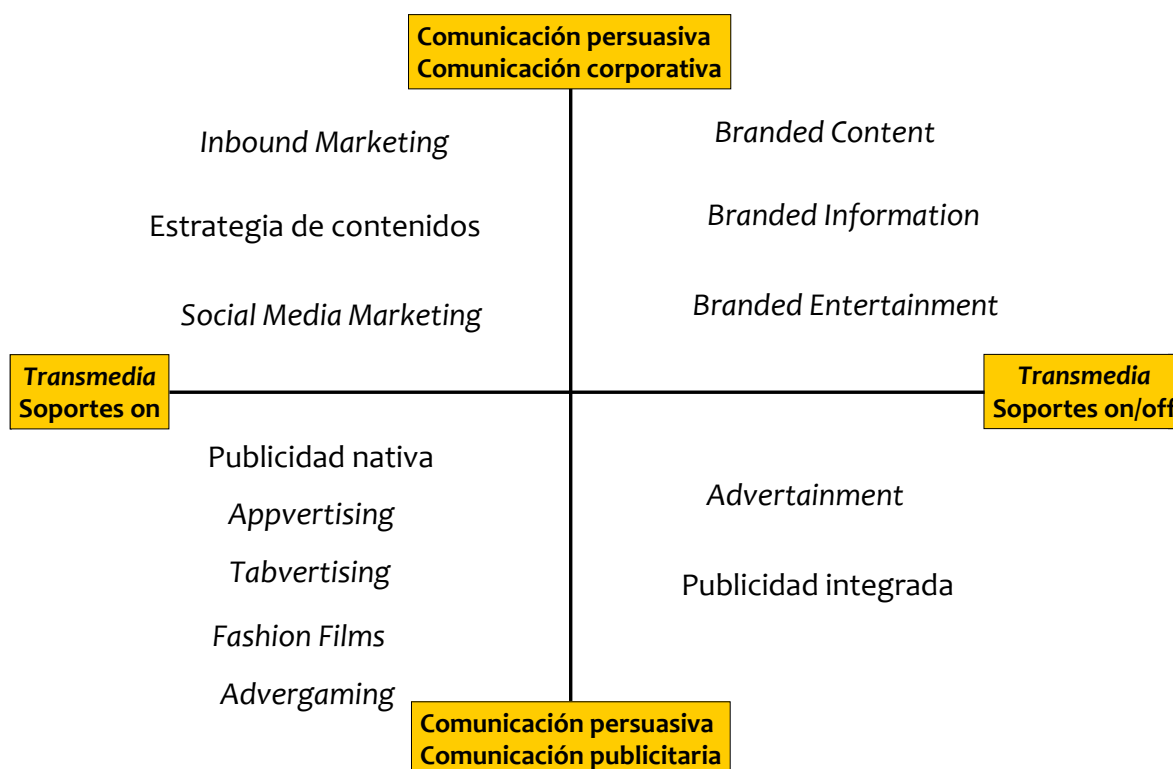 Comunicación persuasiva
Comunicación corporativa
Inbound Marketing
Branded Content
Estrategia de contenidos
Branded Information
Social Media Marketing
Branded Entertainment
Transmedia
Soportes on
Transmedia
Soportes on/off
Publicidad nativa
Advertainment
Appvertising
Tabvertising
Publicidad integrada
Fashion Films
Advergaming
Comunicación persuasiva
Comunicación publicitaria